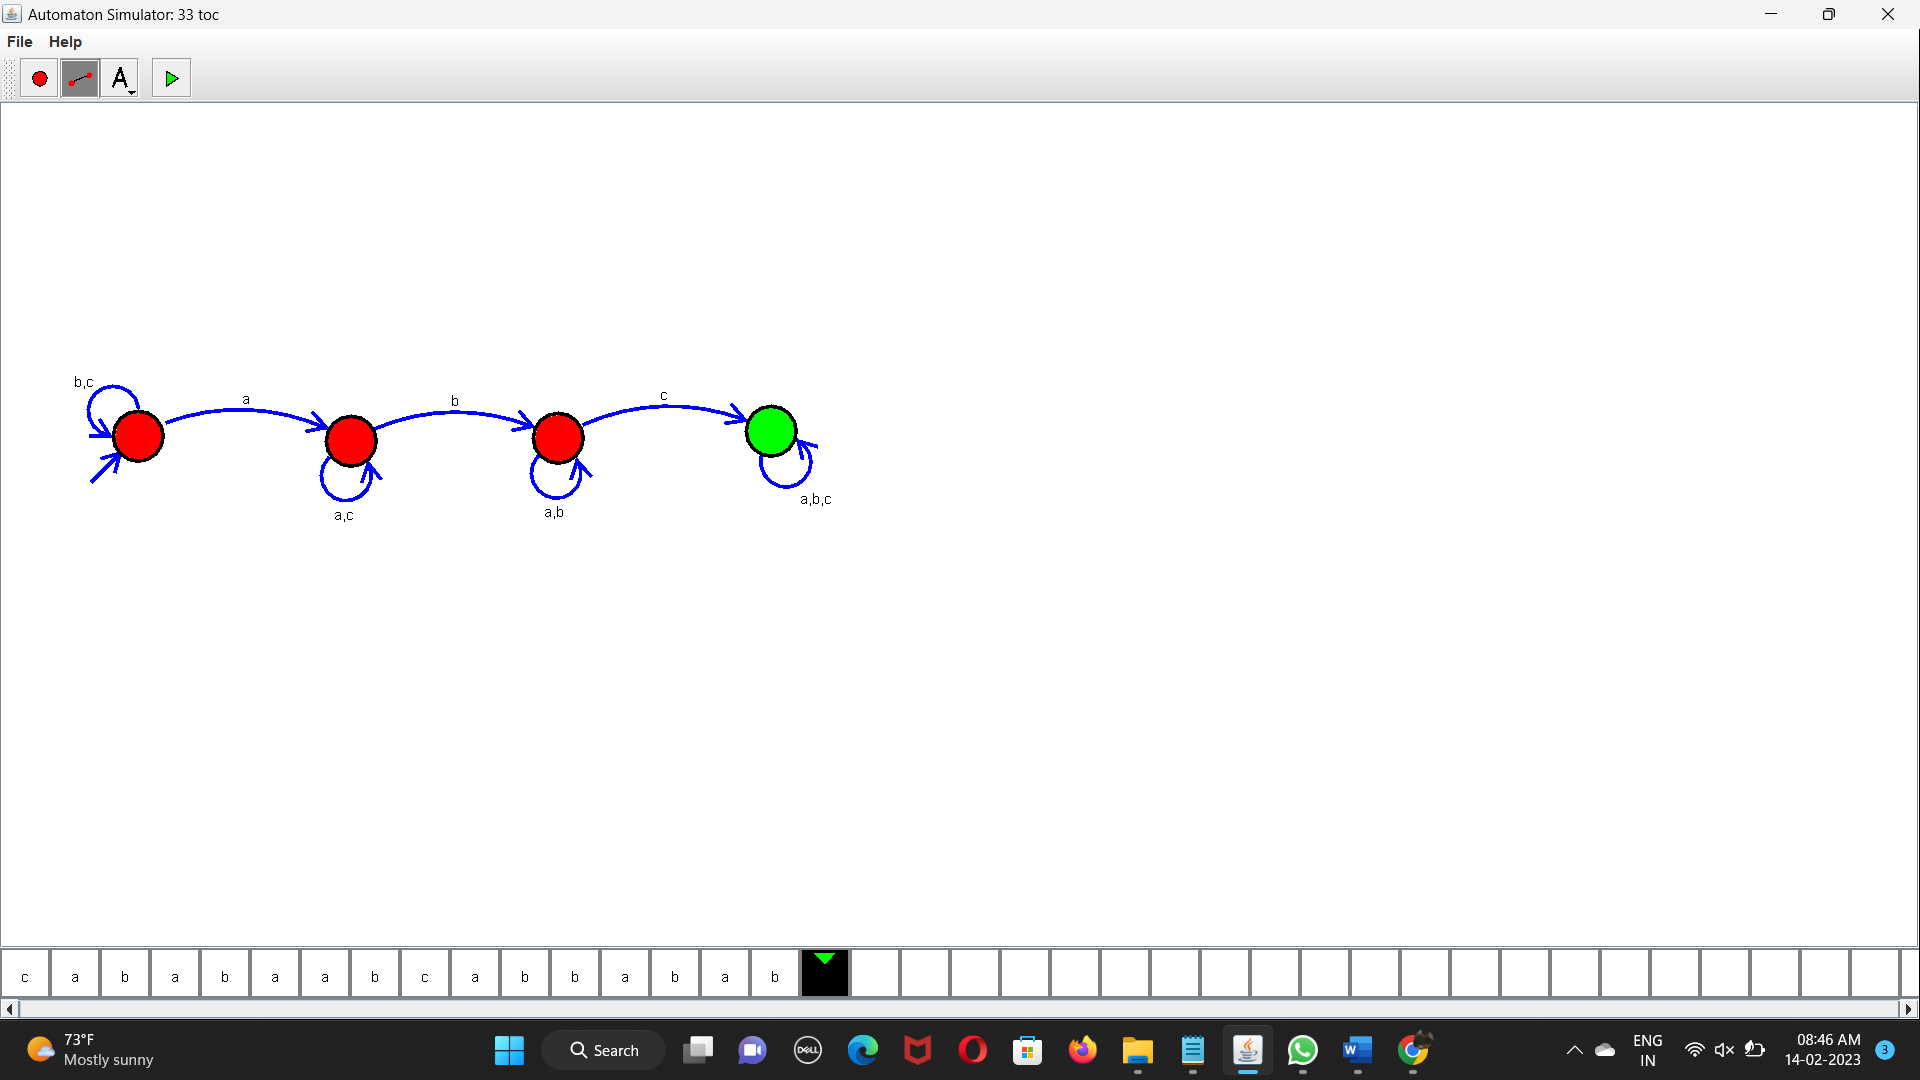 Automaton Simulator: 33 toc
File Help
A
b,c
a
b
c
a,c
a,b
a,b,c
c a b a b a a b c a b b a b a b
73°F
Mostly sunny
Search
DELL
W
ENG
IN
08:46 AM
14-02-2023
3